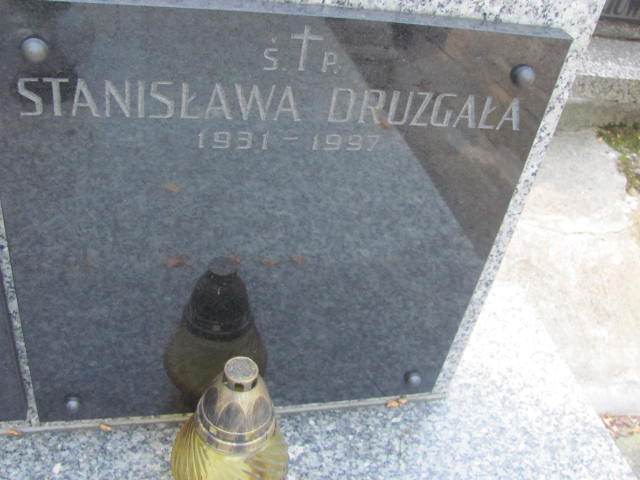 Ś. † P.
STANISŁAWA DRUZGAŁA
1931-1997